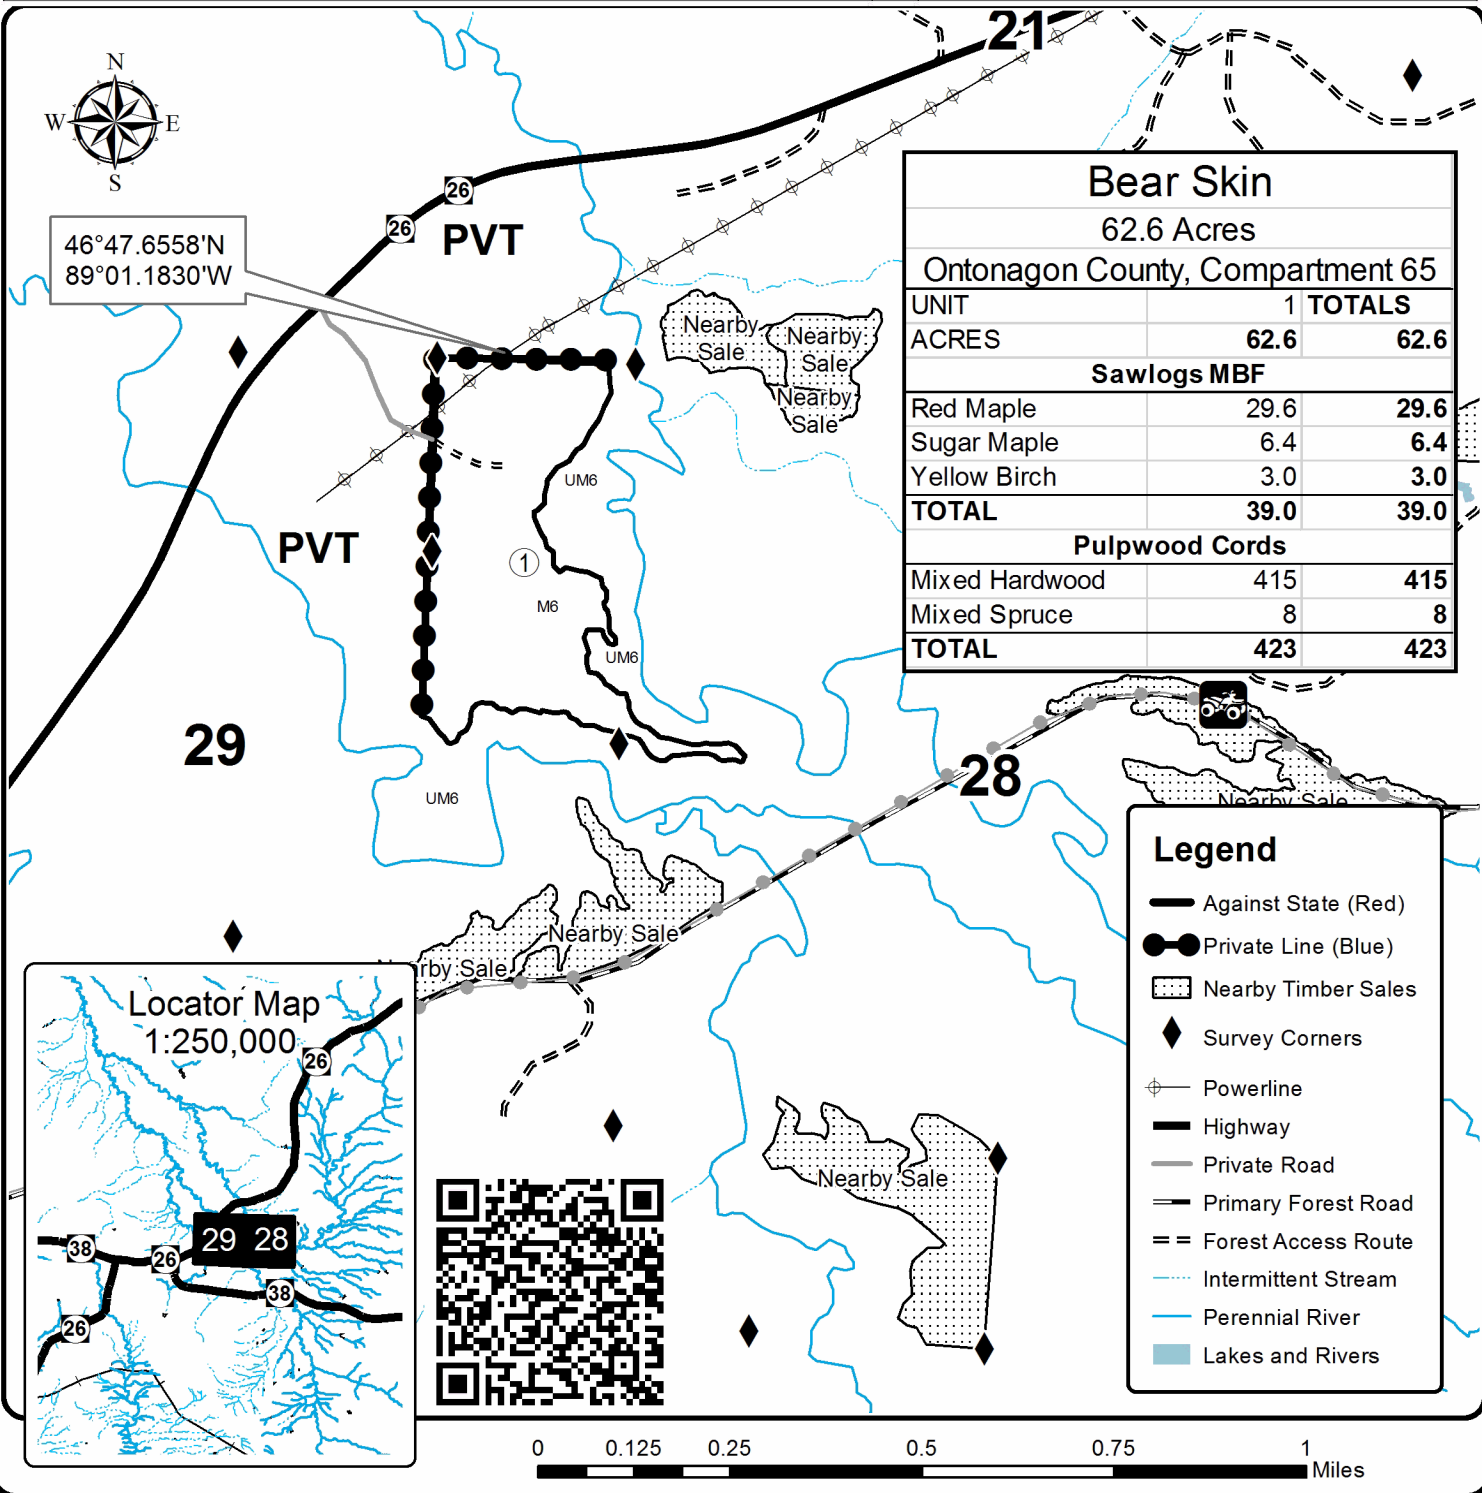 21
N
W E
S
26
26
PVT
46°47.6558'N
89°01.1830'W
Bear Skin
62.6 Acres
Ontonagon County, Compartment 65
UNIT 1 TOTALS
ACRES 62.6 62.6
Sawlogs MBF
Red Maple 29.6 29.6
Sugar Maple 6.4 6.4
Yellow Birch 3.0 3.0
TOTAL 39.0 39.0
Pulpwood Cords
Mixed Hardwood 415 415
Mixed Spruce 8 8
TOTAL 423 423
Nearby
Sale
Nearby
Sale
Nearby
Sale
UM6
PVT
1
M6
UM6
29
28
UM6
Nearby Sale
Nearby Sale
Nearby Sale
Nearby Sale
Legend
Against State (Red)
Private Line (Blue)
Nearby Timber Sales
Survey Corners
Powerline
Highway
Private Road
Primary Forest Road
Forest Access Route
Intermittent Stream
Perennial River
Lakes and Rivers
Locator Map
1:250,000
26
29 28
38
26
38
26
0 0.125 0.25 0.5 0.75 1
Miles